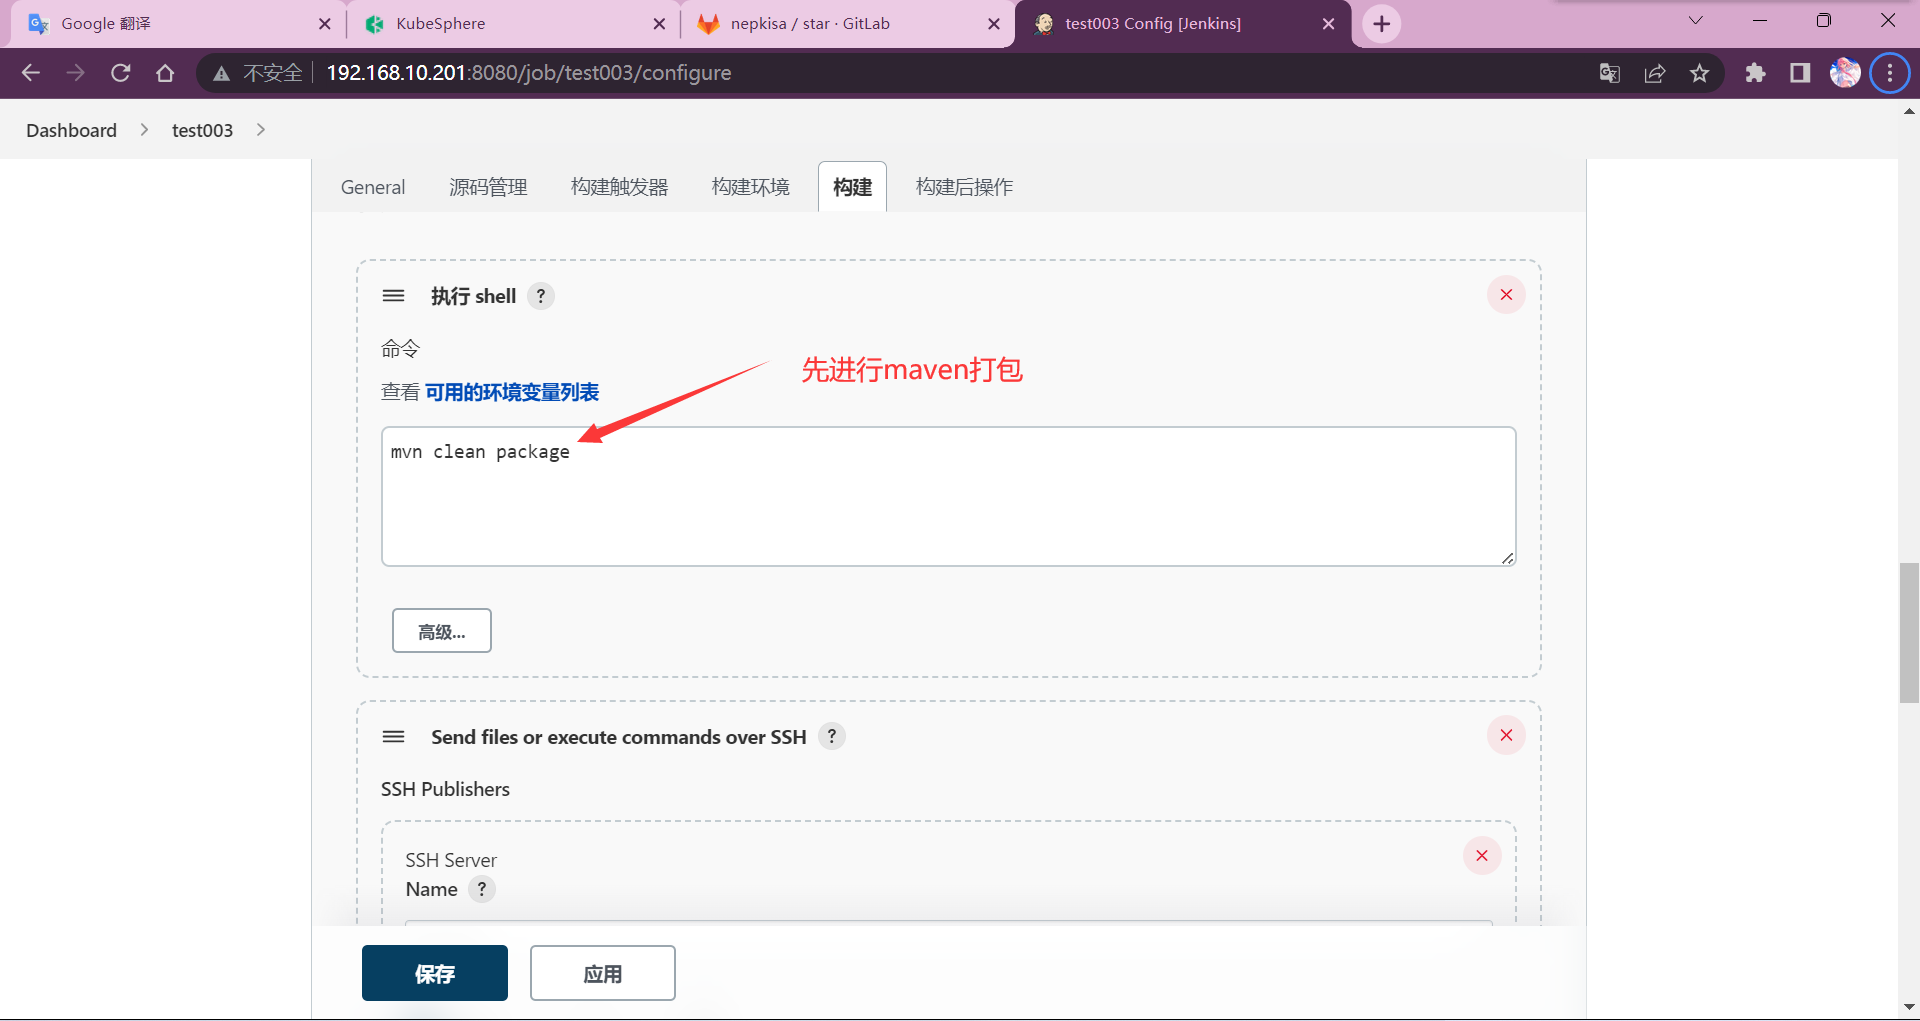 Google 翻译
KubeSphere
nepkisa / star · GitLab
test003 Config [Jenkins]
不安全
192.168.10.201:8080/job/test003/configure
Dashboard
test003
General
源码管理
构建触发器
构建环境
构建
构建后操作
执行 shell ?
命令
先进行maven打包
查看 可用的环境变量列表
mvn clean package
高级...
Send files or execute commands over SSH ?
SSH Publishers
SSH Server
Name ?
保存
应用